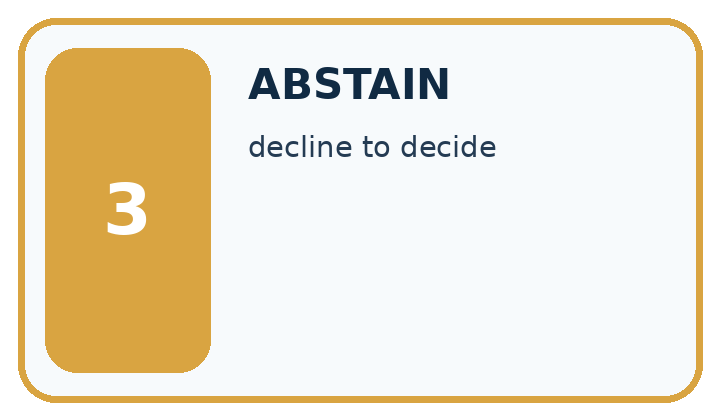 3
ABSTAIN
decline to decide